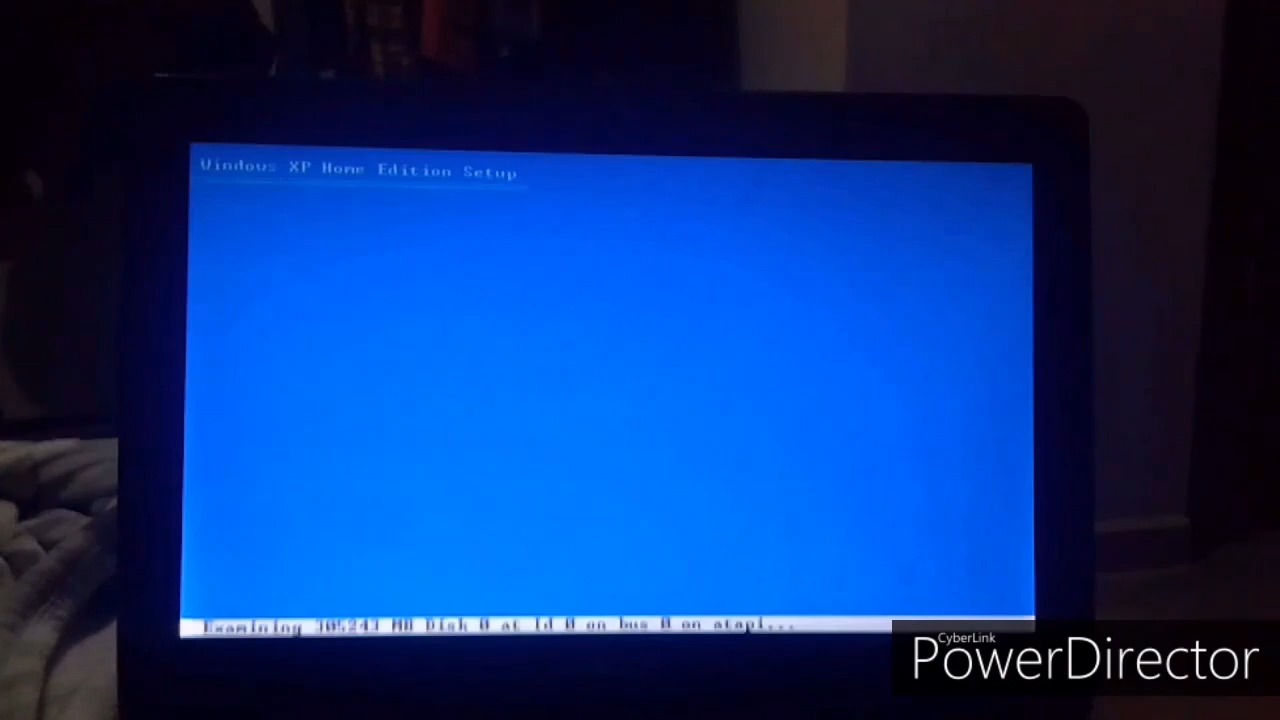 Windows XP Home Edition Setup
Examining 305243 MB Disk 0 at Id 0 on bus 0 on atapi...
CyberLink
PowerDirector